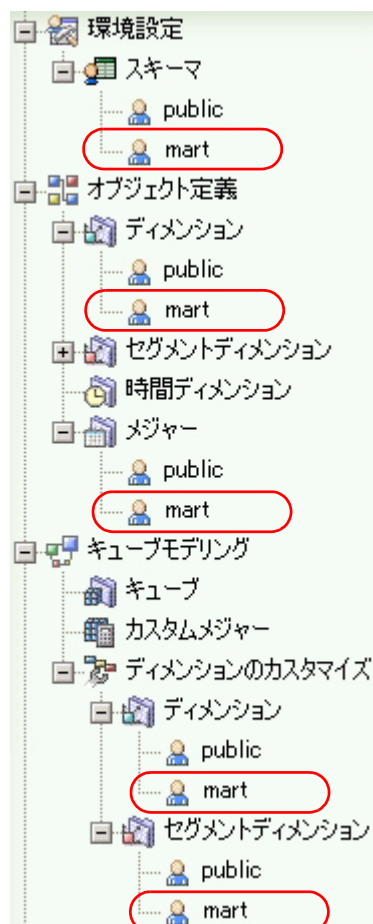 環境設定
スキーマ
public
mart
オブジェクト定義
ディメンション
public
mart
セグメントディメンション
時間ディメンション
メジャー
public
mart
キューブモデリング
キューブ
カスタムメジャー
ディメンションのカスタマイズ
ディメンション
public
mart
セグメントディメンション
public
mart